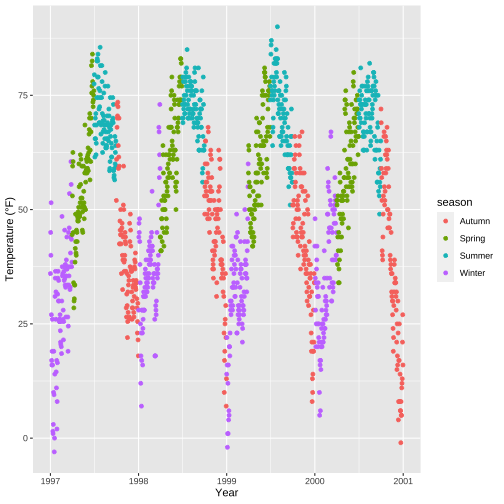 75
50
25
0
Temperature (°F)
1997
1998
1999
2000
2001
Year
season
Autumn
Spring
Summer
Winter